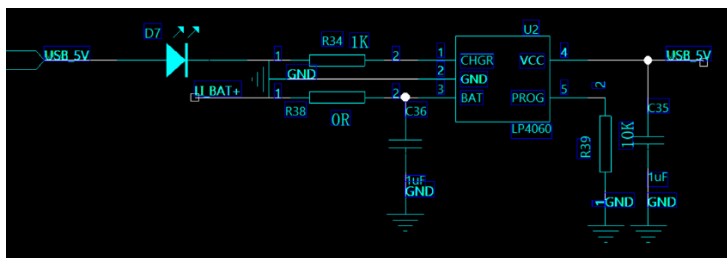 D7
R34
1K
U2
USB_5V
1
2
1
CHGR
VCC
4
USB_5V
GND
2
GND
LI_BAT+
1
2
3
BAT
PROG
5
2
R38
0R
C36
LP4060
R39
10K
C35
1uF
GND
1
GND
1uF
GND